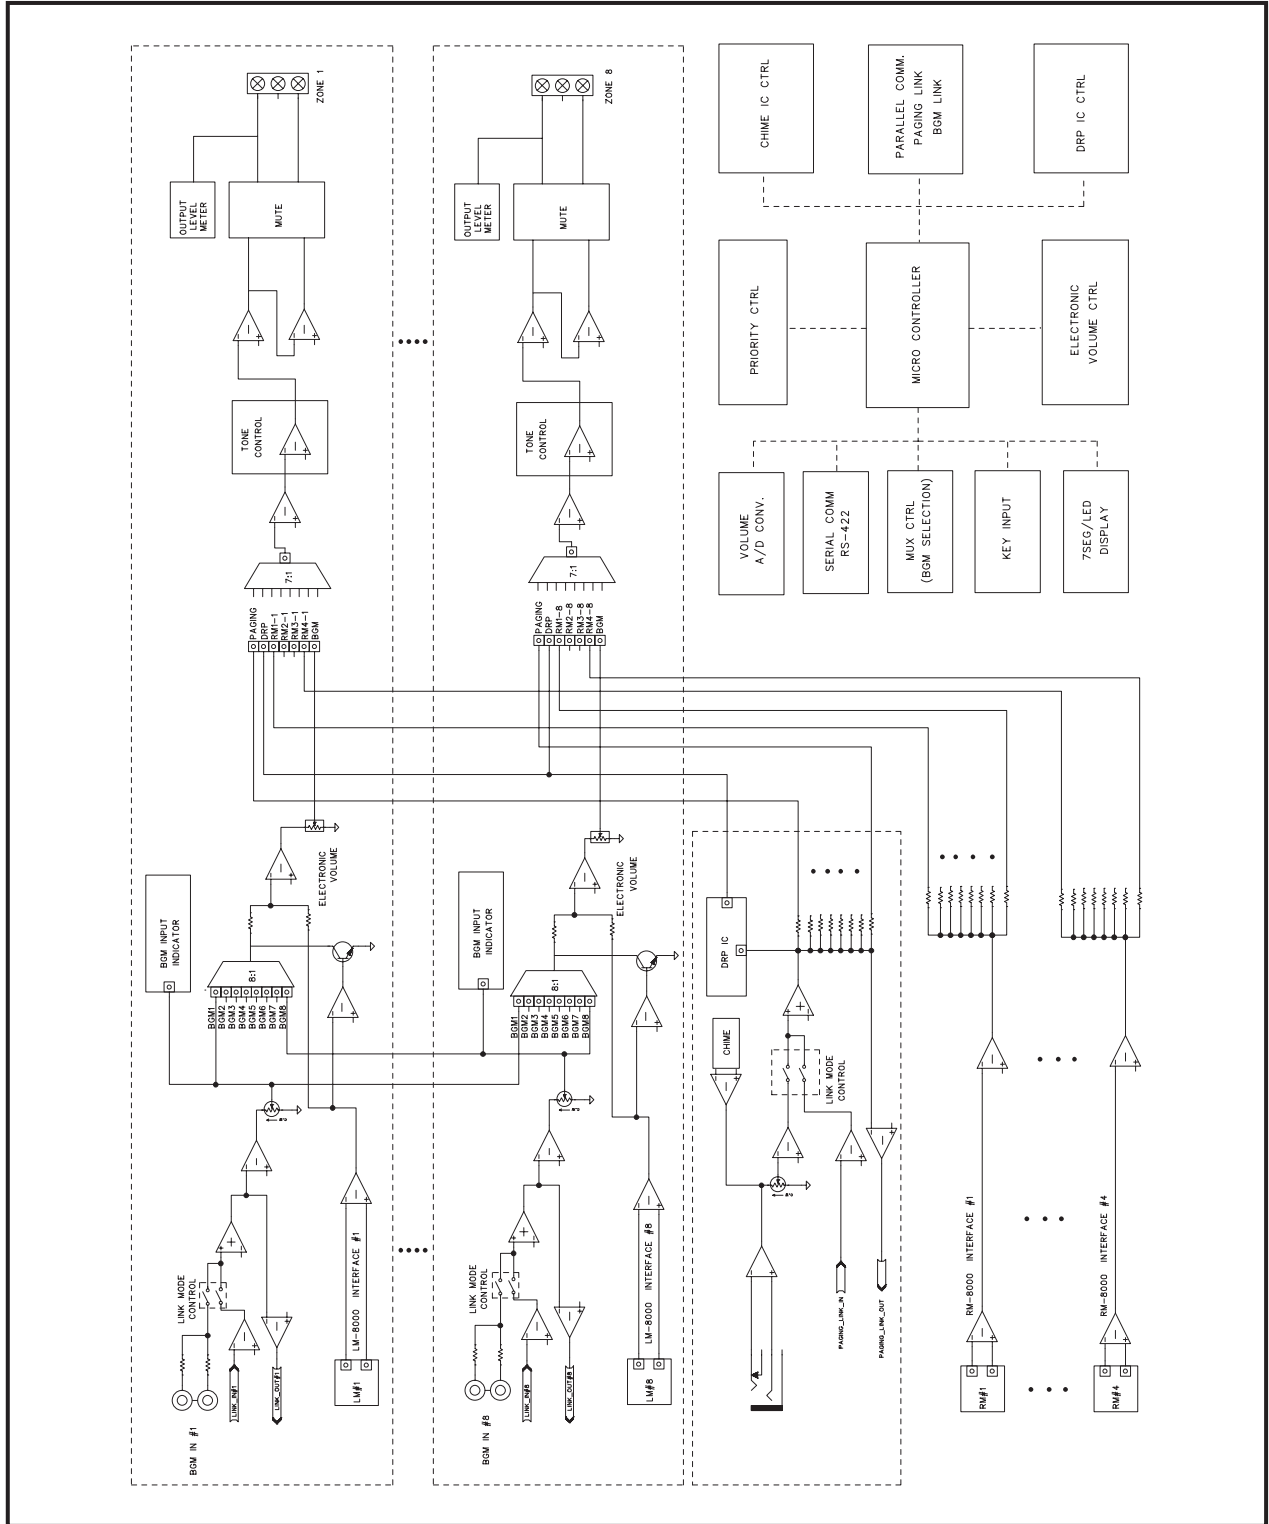 ZONE 1
OUTPUT
LEVEL
METER
MUTE
TONE
CONTROL
7:1
PAGING
DRP
RM1-1
RM2-1
RM3-1
RM4-1
BGM
ELECTRONIC
VOLUME
BGM INPUT
INDICATOR
8:1
BGM1
BGM2
BGM3
BGM4
BGM5
BGM6
BGM7
BGM8
LINK MODE
CONTROL
LM-8000 INTERFACE #1
LINK_IN#1
LINK_OUT#1
LM#1
BGM IN #1
ZONE 8
OUTPUT
LEVEL
METER
MUTE
TONE
CONTROL
7:1
PAGING
DRP
RM1-8
RM2-8
RM3-8
RM4-8
BGM
ELECTRONIC
VOLUME
BGM INPUT
INDICATOR
8:1
BGM1
BGM2
BGM3
BGM4
BGM5
BGM6
BGM7
BGM8
LINK MODE
CONTROL
LM-8000 INTERFACE #8
LINK_IN#8
LINK_OUT#8
LM#8
BGM IN #8
CHIME IC CTRL
PARALLEL COMM.
PAGING LINK
BGM LINK
DRP IC CTRL
PRIORITY CTRL
MICRO CONTROLLER
ELECTRONIC
VOLUME CTRL
VOLUME
A/D CONV.
SERIAL COMM
RS-422
MUX CTRL
(BGM SELECTION)
KEY INPUT
7SEG/LED
DISPLAY
DRP IC
CHIME
LINK MODE
CONTROL
PAGING_LINK_IN
PAGING_LINK_OUT
RM-8000 INTERFACE #1
RM#1
RM-8000 INTERFACE #4
RM#4